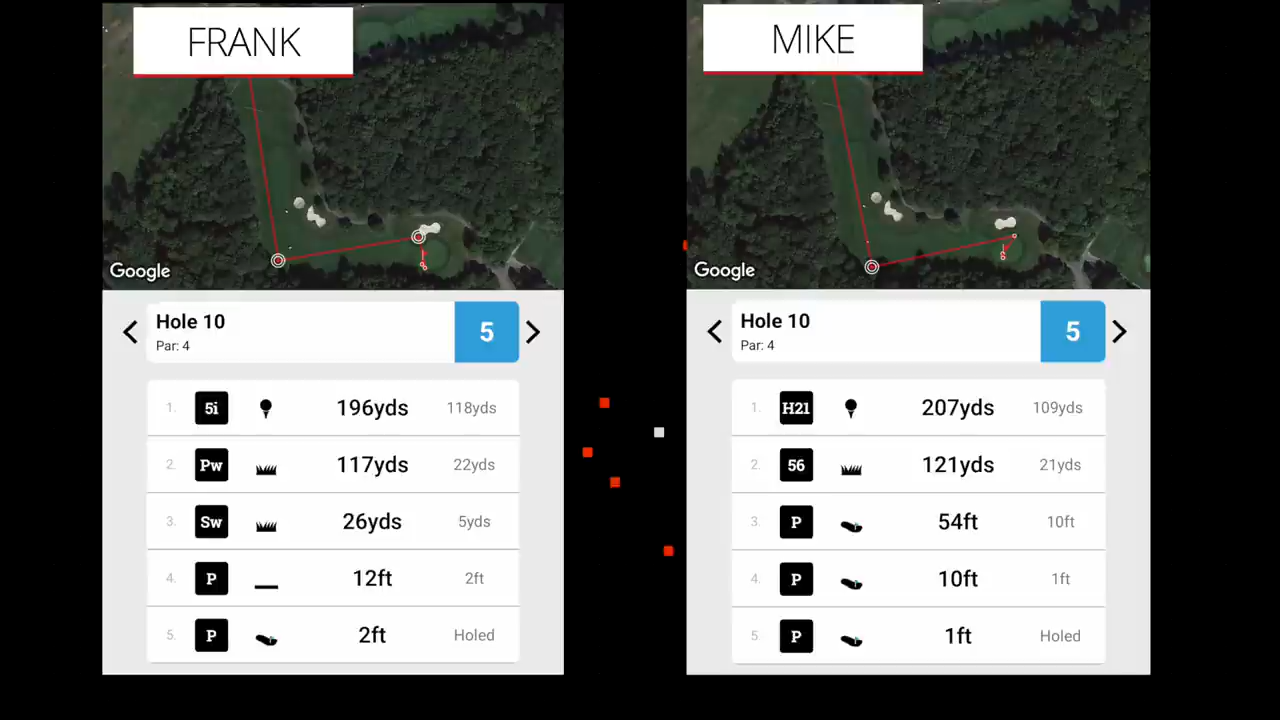 FRANK
Google
Hole 10
Par: 4
5
1. 5i 196yds 118yds
2. Pw 117yds 22yds
3. Sw 26yds 5yds
4. P 12ft 2ft
5. P 2ft Holed
MIKE
Google
Hole 10
Par: 4
5
1. H21 207yds 109yds
2. 56 121yds 21yds
3. P 54ft 10ft
4. P 10ft 1ft
5. P 1ft Holed